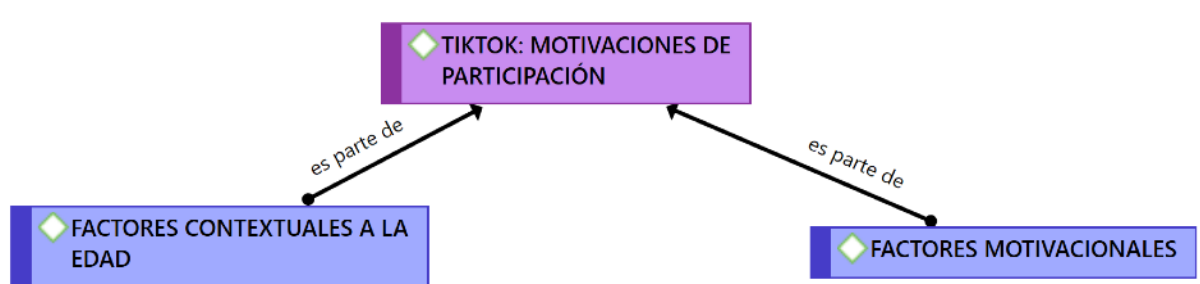 TIKTOK: MOTIVACIONES DE
PARTICIPACIÓN
es parte de
es parte de
FACTORES CONTEXTUALES A LA
EDAD
FACTORES MOTIVACIONALES